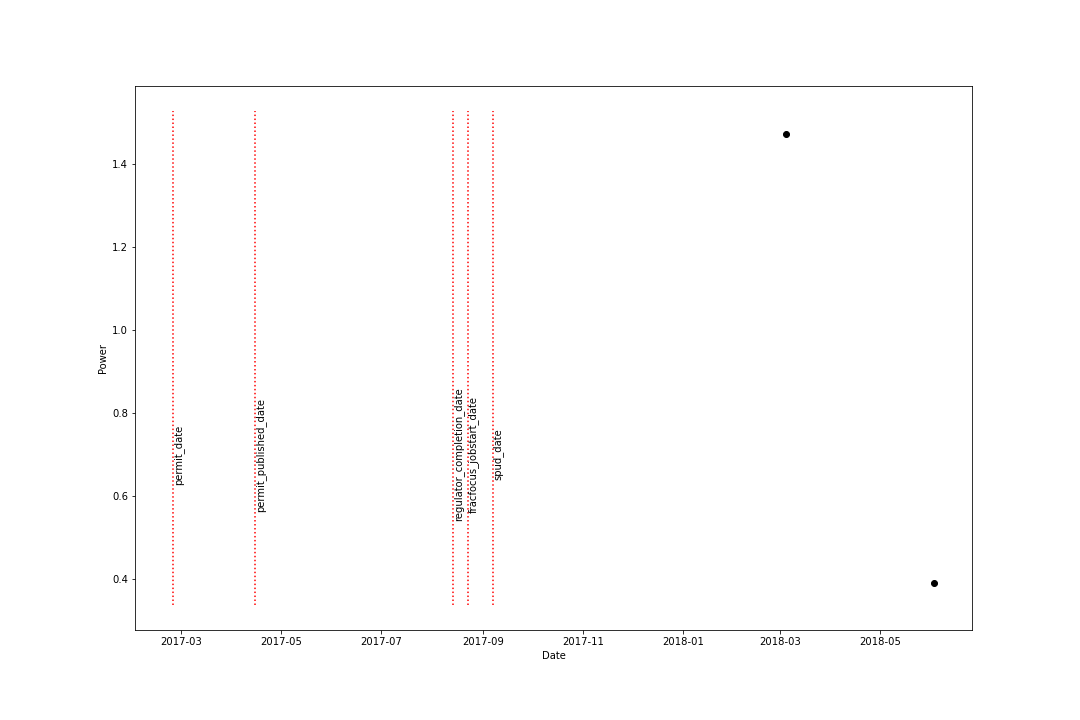 1.4
1.2
1.0
0.8
0.6
0.4
Power
permit_date
permit_published_date
regulator_completion_date
fracfocus_jobstart_date
spud_date
2017-03
2017-05
2017-07
2017-09
2017-11
2018-01
2018-03
2018-05
Date